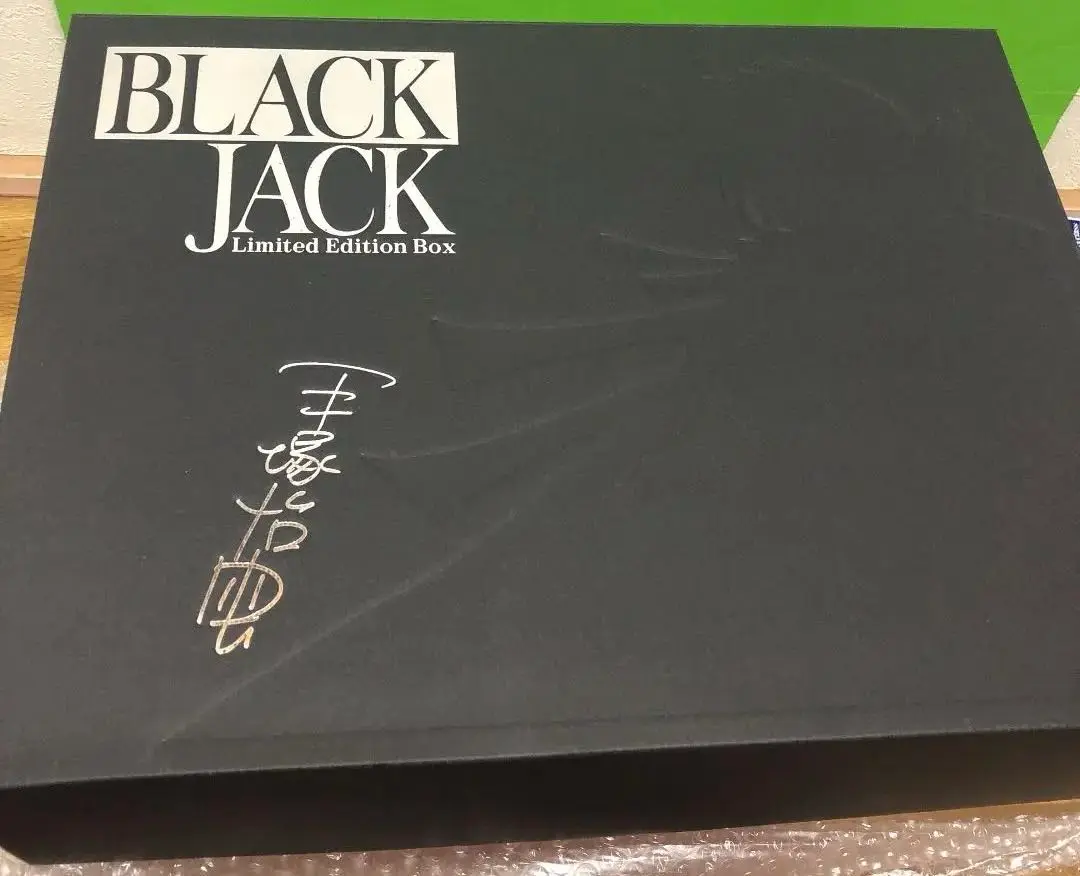 BLACK
JACK
Limited Edition Box
手塚治虫